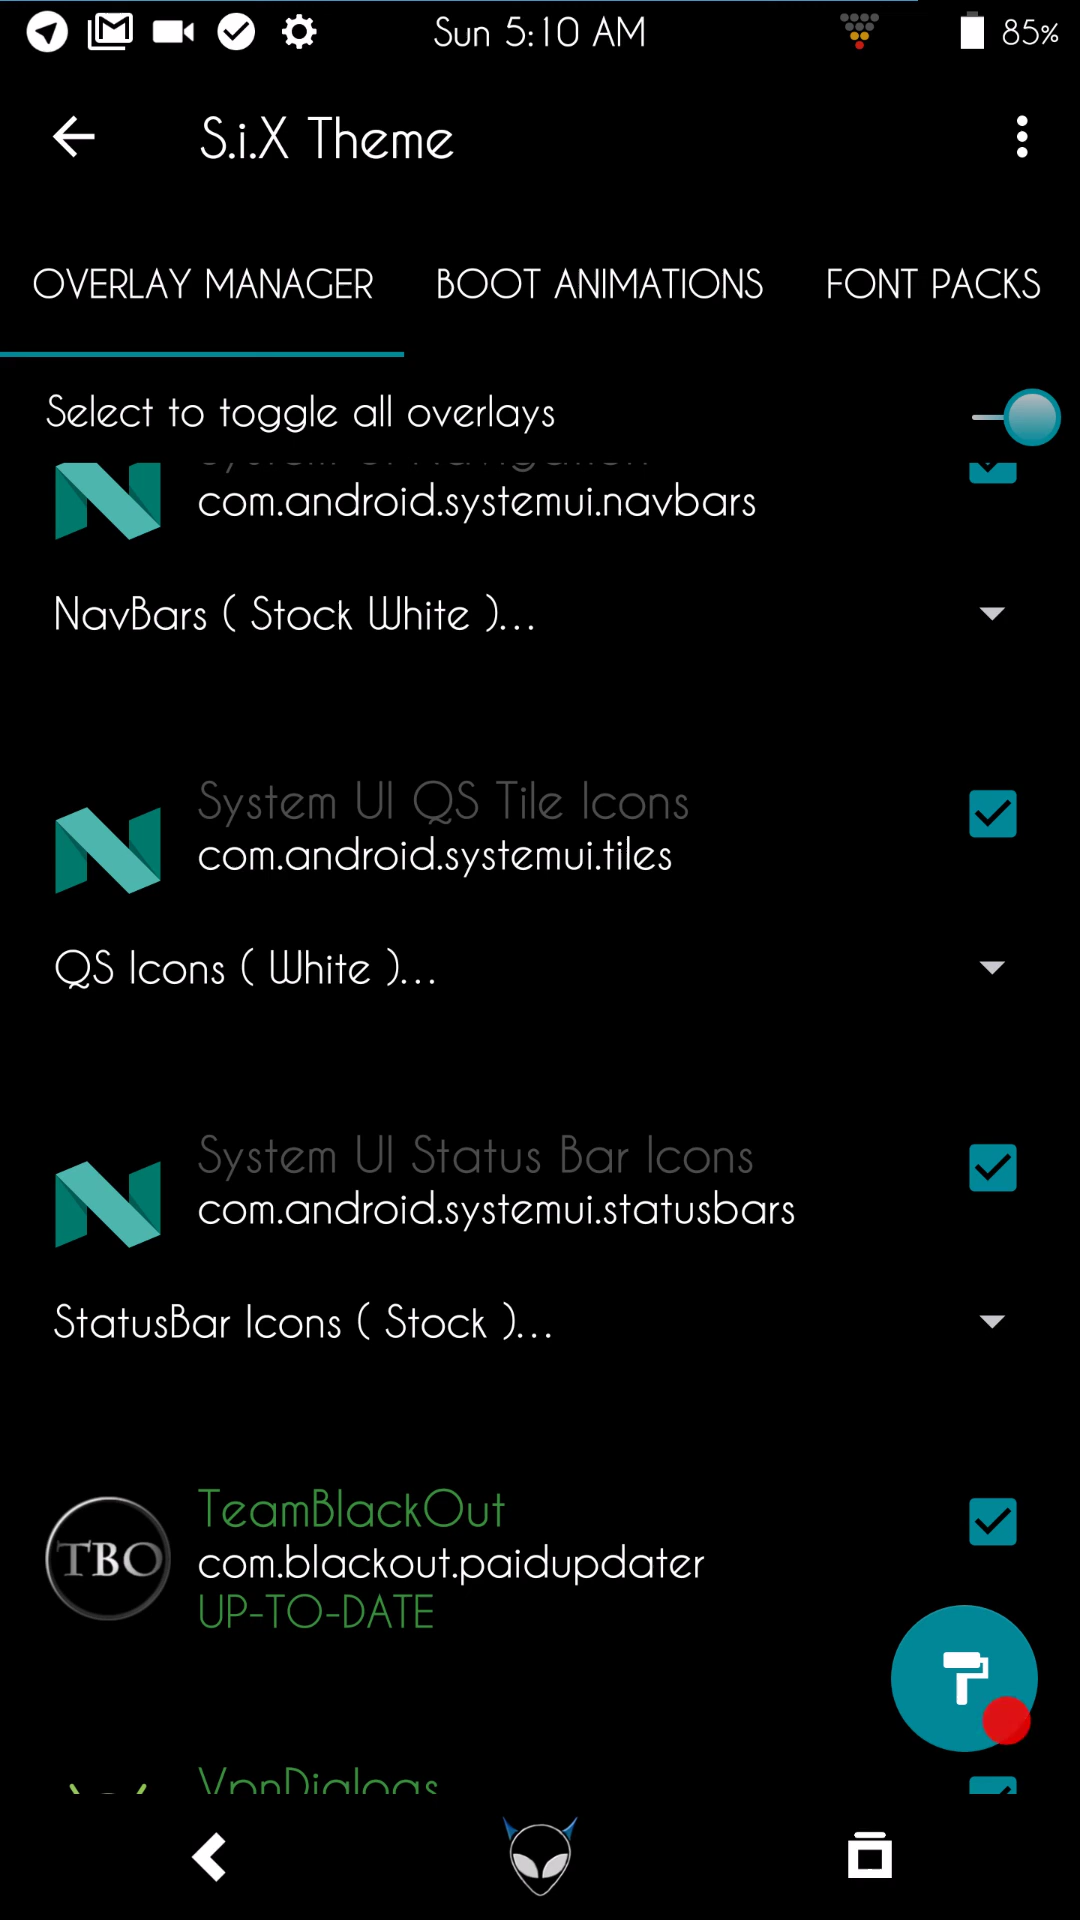 Sun 5:10 AM
85%
S.i.X Theme
OVERLAY MANAGER
BOOT ANIMATIONS
FONT PACKS
Select to toggle all overlays
System UI Navigation
com.android.systemui.navbars
NavBars ( Stock White )...
System UI QS Tile Icons
com.android.systemui.tiles
QS Icons ( White )...
System UI Status Bar Icons
com.android.systemui.statusbars
StatusBar Icons ( Stock )...
TBO
TeamBlackOut
com.blackout.paidupdater
UP-TO-DATE
VpnDialogs